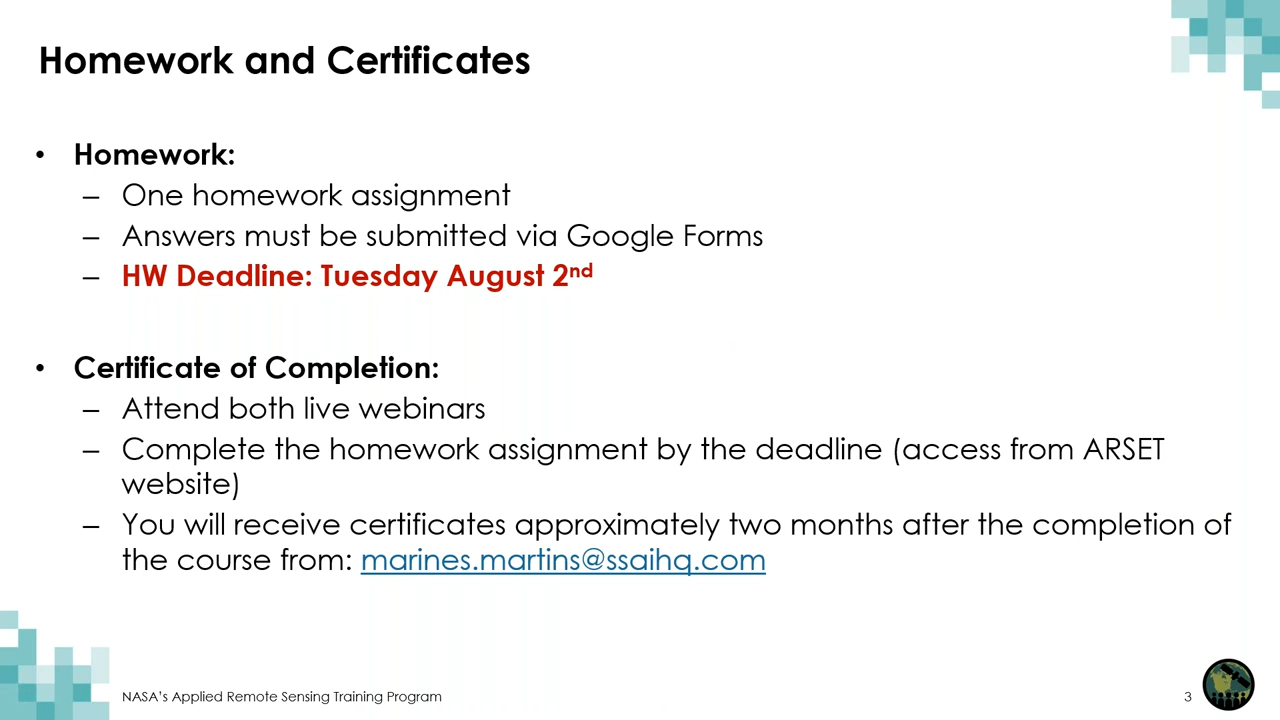 Homework and Certificates
• Homework:
– One homework assignment
– Answers must be submitted via Google Forms
– HW Deadline: Tuesday August 2nd
• Certificate of Completion:
– Attend both live webinars
– Complete the homework assignment by the deadline (access from ARSET
website)
– You will receive certificates approximately two months after the completion of
the course from: marines.martins@ssaihq.com
NASA's Applied Remote Sensing Training Program
3